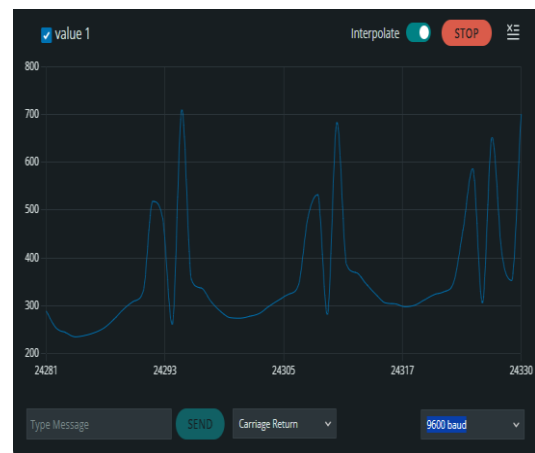 value 1 Interpolate STOP
800
700
600
500
400
300
200
24281 24293 24305 24317 24330
Type Message SEND Carriage Return 9600 baud